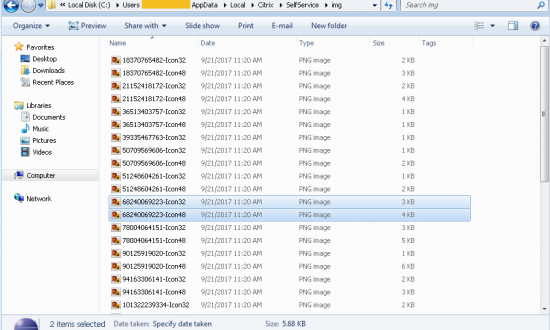 « Local Disk (C:) ▸ Users ▸ AppData ▸ Local ▸ Citrix ▸ SelfService ▸ img
Search img
Organize Preview Share with Slide show Print E-mail New folder
Favorites
Desktop
Downloads
Recent Places
Libraries
Documents
Music
Pictures
Videos
Computer
Network
Name Date Type Size Tags
18370765482-Icon32 9/21/2017 11:20 AM PNG image 2 KB
18370765482-Icon48 9/21/2017 11:20 AM PNG image 3 KB
21152418172-Icon32 9/21/2017 11:20 AM PNG image 2 KB
21152418172-Icon48 9/21/2017 11:20 AM PNG image 4 KB
36513403757-Icon32 9/21/2017 11:20 AM PNG image 1 KB
36513403757-Icon48 9/21/2017 11:20 AM PNG image 2 KB
39335467763-Icon32 9/21/2017 11:20 AM PNG image 1 KB
50709569606-Icon32 9/21/2017 11:20 AM PNG image 2 KB
50709569606-Icon48 9/21/2017 11:20 AM PNG image 2 KB
51248604261-Icon32 9/21/2017 11:20 AM PNG image 1 KB
51248604261-Icon48 9/21/2017 11:20 AM PNG image 2 KB
68240069223-Icon32 9/21/2017 11:20 AM PNG image 3 KB
68240069223-Icon48 9/21/2017 11:20 AM PNG image 4 KB
78004064151-Icon32 9/21/2017 11:20 AM PNG image 3 KB
78004064151-Icon48 9/21/2017 11:20 AM PNG image 5 KB
90125919020-Icon32 9/21/2017 11:20 AM PNG image 1 KB
90125919020-Icon48 9/21/2017 11:20 AM PNG image 6 KB
94163306141-Icon32 9/21/2017 11:20 AM PNG image 2 KB
94163306141-Icon48 9/21/2017 11:20 AM PNG image 3 KB
101322239334-Icon32 9/21/2017 11:20 AM PNG image 2 KB
2 items selected Date taken: Specify date taken Size: 5.68 KB